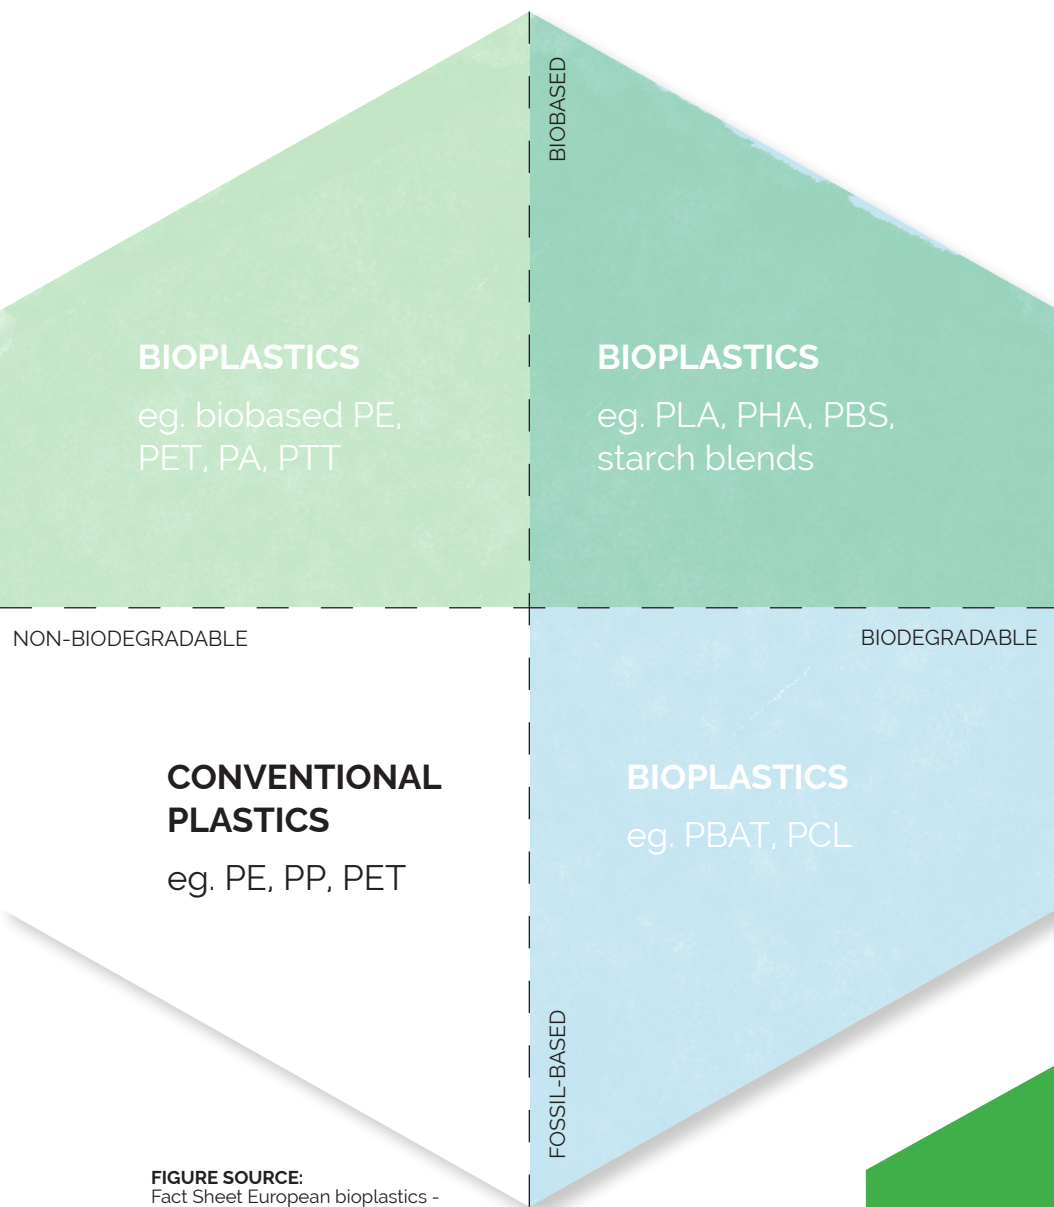 BIOBASED
BIOPLASTICS
eg. biobased PE,
PET, PA, PTT
BIOPLASTICS
eg. PLA, PHA, PBS,
starch blends
NON-BIODEGRADABLE
BIODEGRADABLE
CONVENTIONAL
PLASTICS
eg. PE, PP, PET
BIOPLASTICS
eg. PBAT, PCL
FOSSIL-BASED
FIGURE SOURCE:
Fact Sheet European bioplastics -